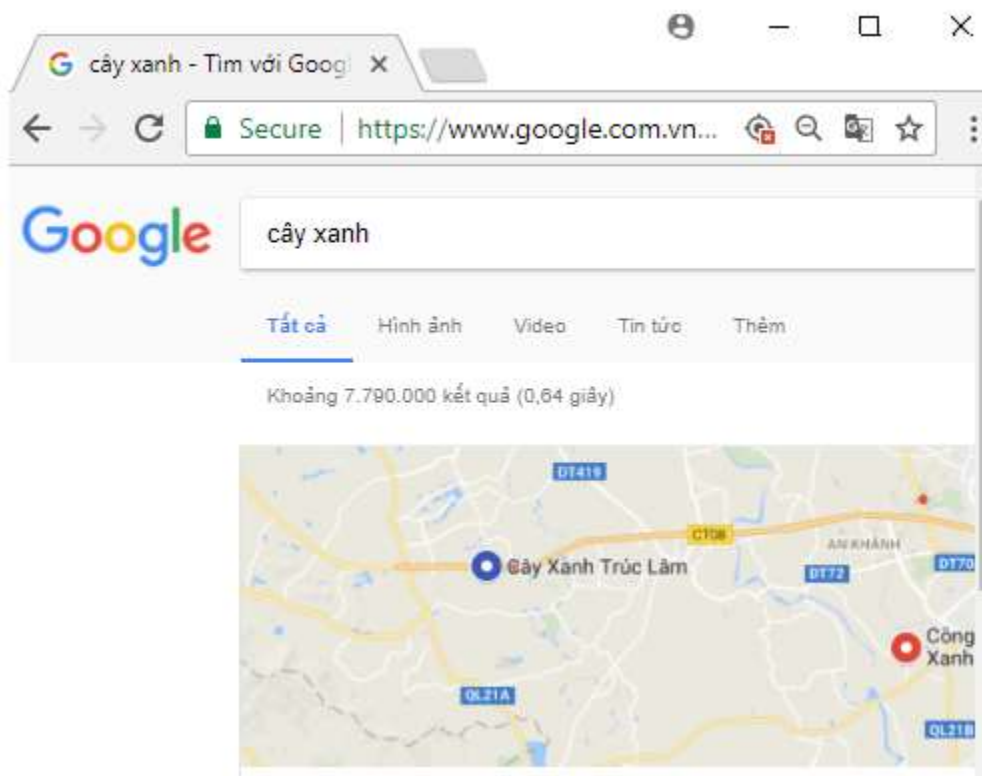 cây xanh - Tìm với Goog
Secure | https://www.google.com.vn...
Google
cây xanh
Tất cả Hình ảnh Video Tin tức Thêm
Khoảng 7.790.000 kết quả (0,64 giây)
DT419
CT08
AN KHÁNH
Cây Xanh Trúc Lâm
DT72
DT70
Công
Xanh
QL21A
QL21B